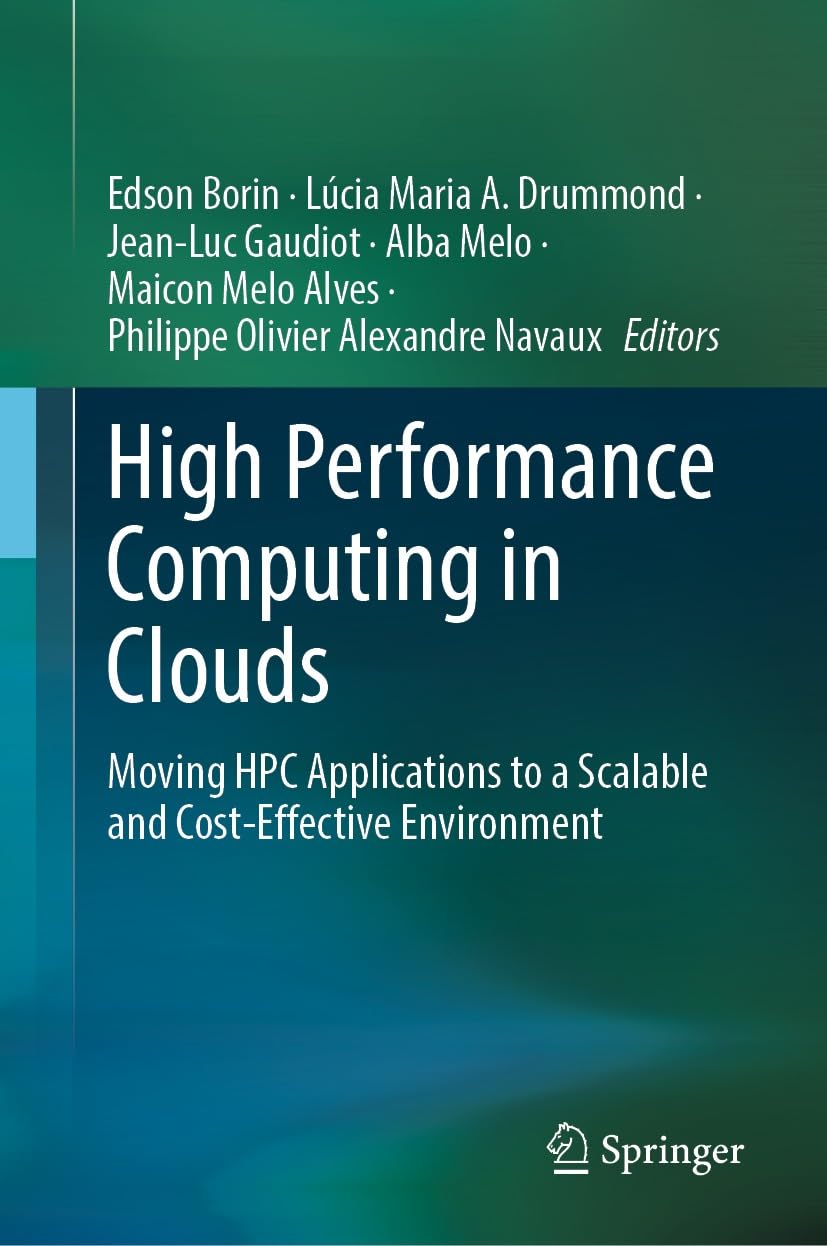 Edson Borin · Lúcia Maria A. Drummond ·
Jean-Luc Gaudiot · Alba Melo ·
Maicon Melo Alves ·
Philippe Olivier Alexandre Navaux Editors
High Performance
Computing in
Clouds
Moving HPC Applications to a Scalable
and Cost-Effective Environment
Springer